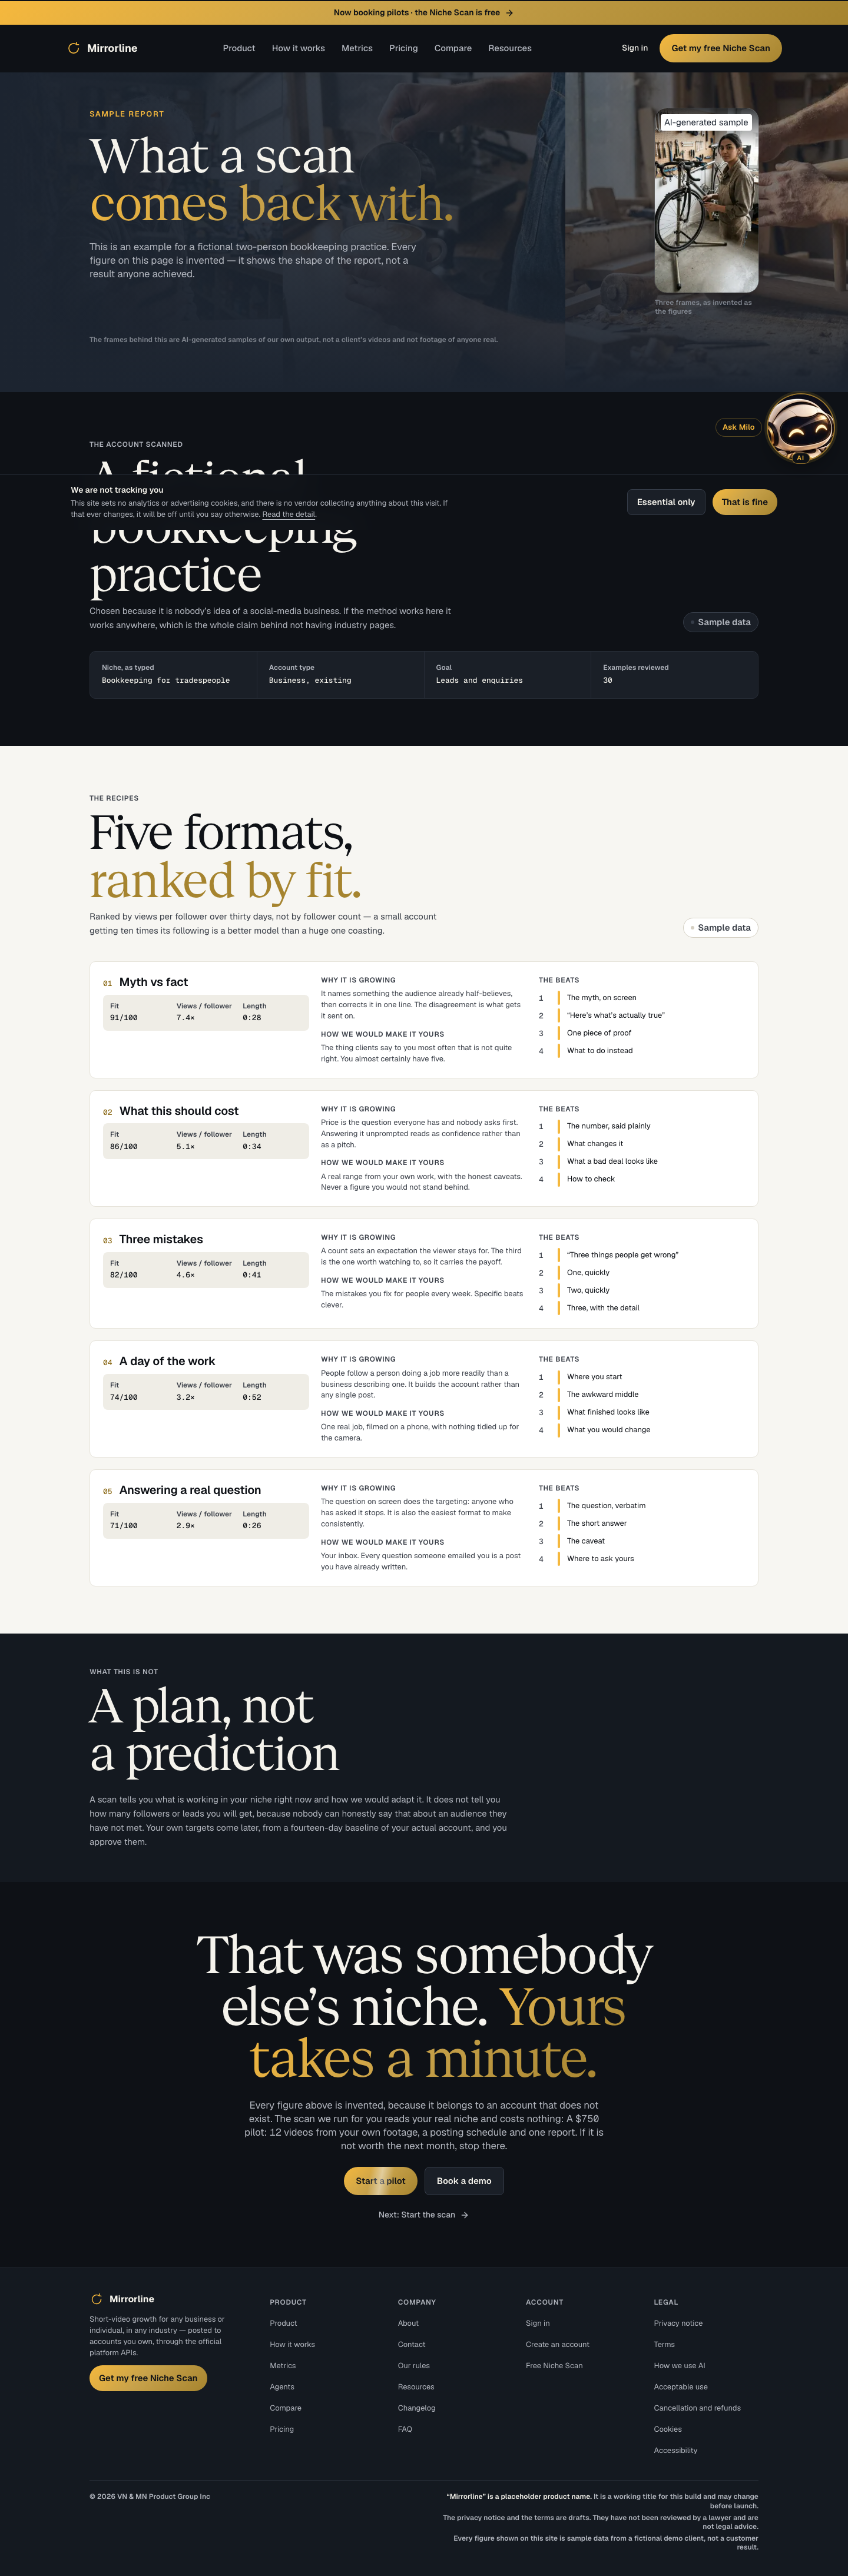 Now booking pilots · the Niche Scan is free →
Mirrorline
Product
How it works
Metrics
Pricing
Compare
Resources
Sign in
Get my free Niche Scan
SAMPLE REPORT
What a scan
comes back with.
This is an example for a fictional two-person bookkeeping practice. Every
figure on this page is invented — it shows the shape of the report, not a
result anyone achieved.
AI-generated sample
Three frames, as invented as
the figures
The frames behind this are AI-generated samples of our own output, not a client's videos and not footage of anyone real.
Ask Milo
AI
THE ACCOUNT SCANNED
A fictional
We are not tracking you
This site sets no analytics or advertising cookies, and there is no vendor collecting anything about this visit. If
that ever changes, it will be off until you say otherwise. Read the detail.
Essential only
That is fine
bookkeeping
practice
Chosen because it is nobody's idea of a social-media business. If the method works here it
works anywhere, which is the whole claim behind not having industry pages.
Sample data
Niche, as typed
Bookkeeping for tradespeople
Account type
Business, existing
Goal
Leads and enquiries
Examples reviewed
30
THE RECIPES
Five formats,
ranked by fit.
Ranked by views per follower over thirty days, not by follower count — a small account
getting ten times its following is a better model than a huge one coasting.
Sample data
01 Myth vs fact
Fit
91/100
Views / follower
7.4×
Length
0:28
WHY IT IS GROWING
It names something the audience already half-believes,
then corrects it in one line. The disagreement is what gets
it sent on.
HOW WE WOULD MAKE IT YOURS
The thing clients say to you most often that is not quite
right. You almost certainly have five.
THE BEATS
1 The myth, on screen
2 "Here's what's actually true"
3 One piece of proof
4 What to do instead
02 What this should cost
Fit
86/100
Views / follower
5.1×
Length
0:34
WHY IT IS GROWING
Price is the question everyone has and nobody asks first.
Answering it unprompted reads as confidence rather than
as a pitch.
HOW WE WOULD MAKE IT YOURS
A real range from your own work, with the honest caveats.
Never a figure you would not stand behind.
THE BEATS
1 The number, said plainly
2 What changes it
3 What a bad deal looks like
4 How to check
03 Three mistakes
Fit
82/100
Views / follower
4.6×
Length
0:41
WHY IT IS GROWING
A count sets an expectation the viewer stays for. The third
is the one worth watching to, so it carries the payoff.
HOW WE WOULD MAKE IT YOURS
The mistakes you fix for people every week. Specific beats
clever.
THE BEATS
1 "Three things people get wrong"
2 One, quickly
3 Two, quickly
4 Three, with the detail
04 A day of the work
Fit
74/100
Views / follower
3.2×
Length
0:52
WHY IT IS GROWING
People follow a person doing a job more readily than a
business describing one. It builds the account rather than
any single post.
HOW WE WOULD MAKE IT YOURS
One real job, filmed on a phone, with nothing tidied up for
the camera.
THE BEATS
1 Where you start
2 The awkward middle
3 What finished looks like
4 What you would change
05 Answering a real question
Fit
71/100
Views / follower
2.9×
Length
0:26
WHY IT IS GROWING
The question on screen does the targeting: anyone who
has asked it stops. It is also the easiest format to make
consistently.
HOW WE WOULD MAKE IT YOURS
Your inbox. Every question someone emailed you is a post
you have already written.
THE BEATS
1 The question, verbatim
2 The short answer
3 The caveat
4 Where to ask yours
WHAT THIS IS NOT
A plan, not
a prediction
A scan tells you what is working in your niche right now and how we would adapt it. It does not tell you
how many followers or leads you will get, because nobody can honestly say that about an audience they
have not met. Your own targets come later, from a fourteen-day baseline of your actual account, and you
approve them.
That was somebody
else's niche. Yours
takes a minute.
Every figure above is invented, because it belongs to an account that does not
exist. The scan we run for you reads your real niche and costs nothing: A $750
pilot: 12 videos from your own footage, a posting schedule and one report. If it is
not worth the next month, stop there.
Start a pilot
Book a demo
Next: Start the scan →
Mirrorline
Short-video growth for any business or
individual, in any industry — posted to
accounts you own, through the official
platform APIs.
Get my free Niche Scan
PRODUCT
Product
How it works
Metrics
Agents
Compare
Pricing
COMPANY
About
Contact
Our rules
Resources
Changelog
FAQ
ACCOUNT
Sign in
Create an account
Free Niche Scan
LEGAL
Privacy notice
Terms
How we use AI
Acceptable use
Cancellation and refunds
Cookies
Accessibility
© 2026 VN & MN Product Group Inc
"Mirrorline" is a placeholder product name. It is a working title for this build and may change
before launch.
The privacy notice and the terms are drafts. They have not been reviewed by a lawyer and are
not legal advice.
Every figure shown on this site is sample data from a fictional demo client, not a customer
result.